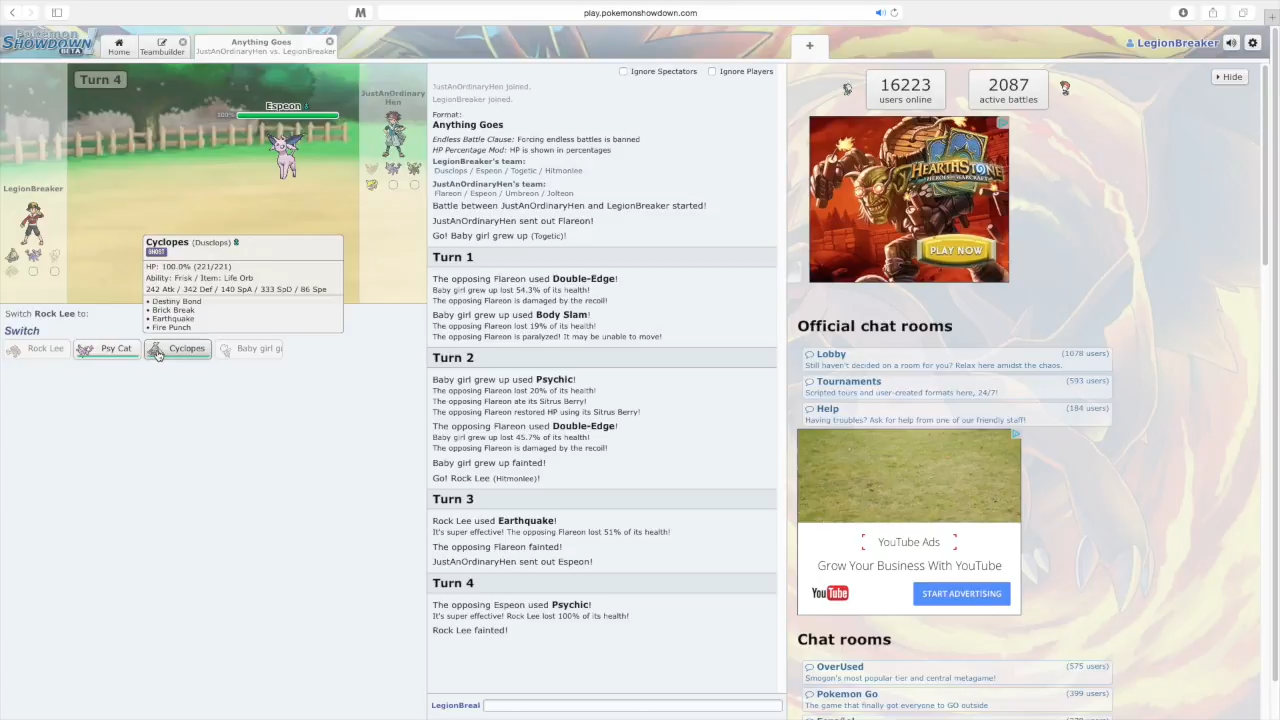 play.pokemonshowdown.com
Pokémon
SHOWDOWN
BETA
Home
Teambuilder
Anything Goes
JustAnOrdinaryHen vs. LegionBreaker
LegionBreaker
Turn 4
Espeon
100%
JustAnOrdinary
Hen
LegionBreaker
Cyclopes (Dusclops)
GHOST
HP: 100.0% (221/221)
Ability: Frisk / Item: Life Orb
242 Atk / 342 Def / 140 SpA / 333 SpD / 86 Spe
• Destiny Bond
• Brick Break
• Earthquake
• Fire Punch
Switch Rock Lee to:
Switch
Rock Lee
Psy Cat
Cyclopes
Baby girl g
Ignore Spectators
Ignore Players
JustAnOrdinaryHen joined.
LegionBreaker joined.
Format:
Anything Goes
Endless Battle Clause: Forcing endless battles is banned
HP Percentage Mod: HP is shown in percentages
LegionBreaker's team:
Dusclops / Espeon / Togetic / Hitmonlee
JustAnOrdinaryHen's team:
Flareon / Espeon / Umbreon / Jolteon
Battle between JustAnOrdinaryHen and LegionBreaker started!
JustAnOrdinaryHen sent out Flareon!
Go! Baby girl grew up (Togetic)!
Turn 1
The opposing Flareon used Double-Edge!
Baby girl grew up lost 54.3% of its health!
The opposing Flareon is damaged by the recoil!
Baby girl grew up used Body Slam!
The opposing Flareon lost 19% of its health!
The opposing Flareon is paralyzed! It may be unable to move!
Turn 2
Baby girl grew up used Psychic!
The opposing Flareon lost 20% of its health!
The opposing Flareon ate its Sitrus Berry!
The opposing Flareon restored HP using its Sitrus Berry!
The opposing Flareon used Double-Edge!
Baby girl grew up lost 45.7% of its health!
The opposing Flareon is damaged by the recoil!
Baby girl grew up fainted!
Go! Rock Lee (Hitmonlee)!
Turn 3
Rock Lee used Earthquake!
It's super effective! The opposing Flareon lost 51% of its health!
The opposing Flareon fainted!
JustAnOrdinaryHen sent out Espeon!
Turn 4
The opposing Espeon used Psychic!
It's super effective! Rock Lee lost 100% of its health!
Rock Lee fainted!
LegionBreal
16223
users online
2087
active battles
Hide
HEARTHSTONE
HEROES OF WARCRAFT
PLAY NOW
Official chat rooms
Lobby (1078 users)
Still haven't decided on a room for you? Relax here amidst the chaos.
Tournaments (593 users)
Scripted tours and user-created formats here, 24/7!
Help (184 users)
Having troubles? Ask for help from one of our friendly staff!
YouTube Ads
Grow Your Business With YouTube
You Tube
START ADVERTISING
Chat rooms
OverUsed (575 users)
Smogon's most popular tier and central metagame!
Pokemon Go (399 users)
The game that finally got everyone to GO outside